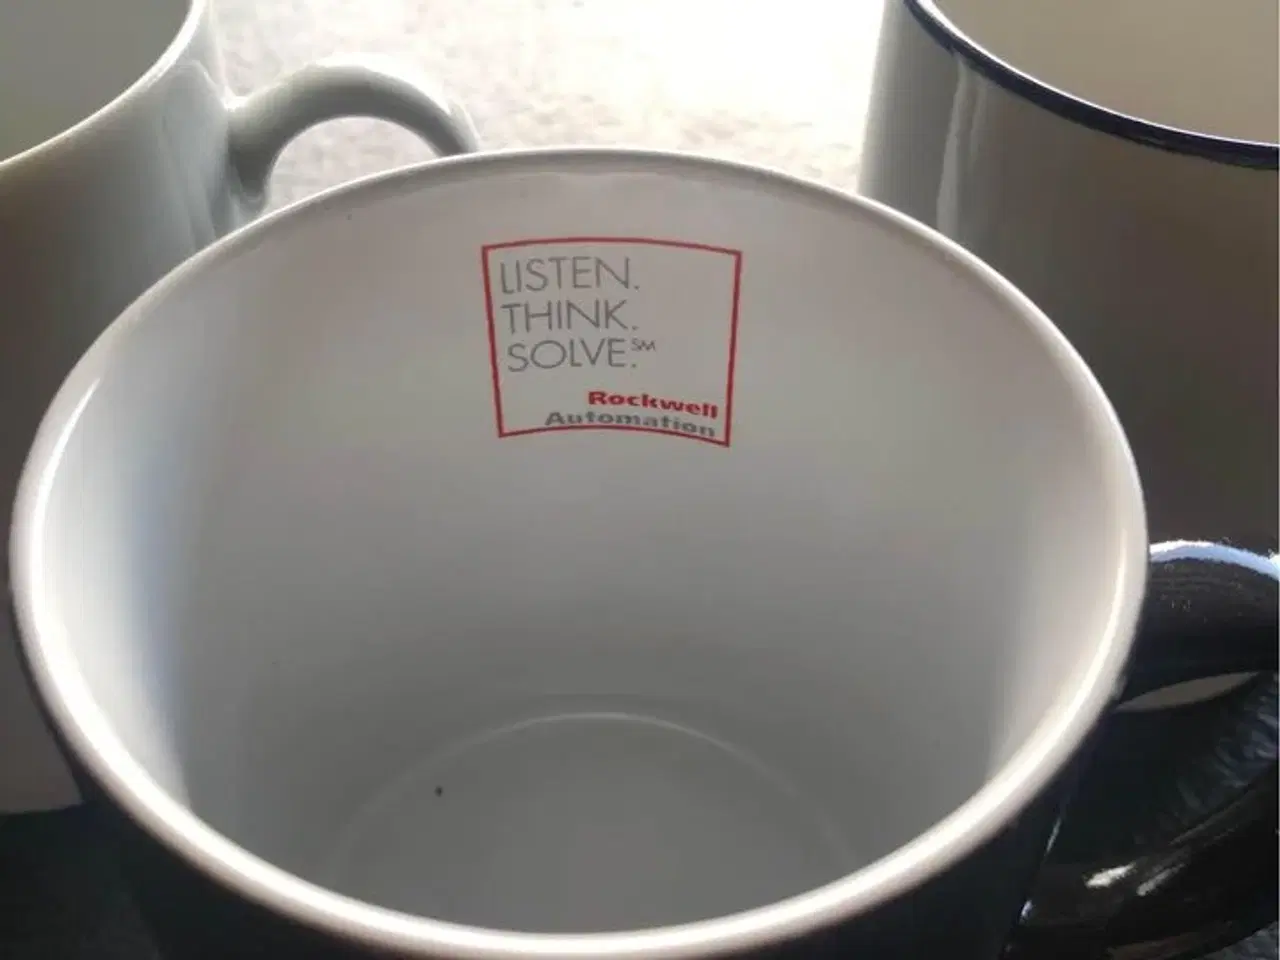 LISTEN.
THINK.
SOLVE.℠
Rockwell
Automation